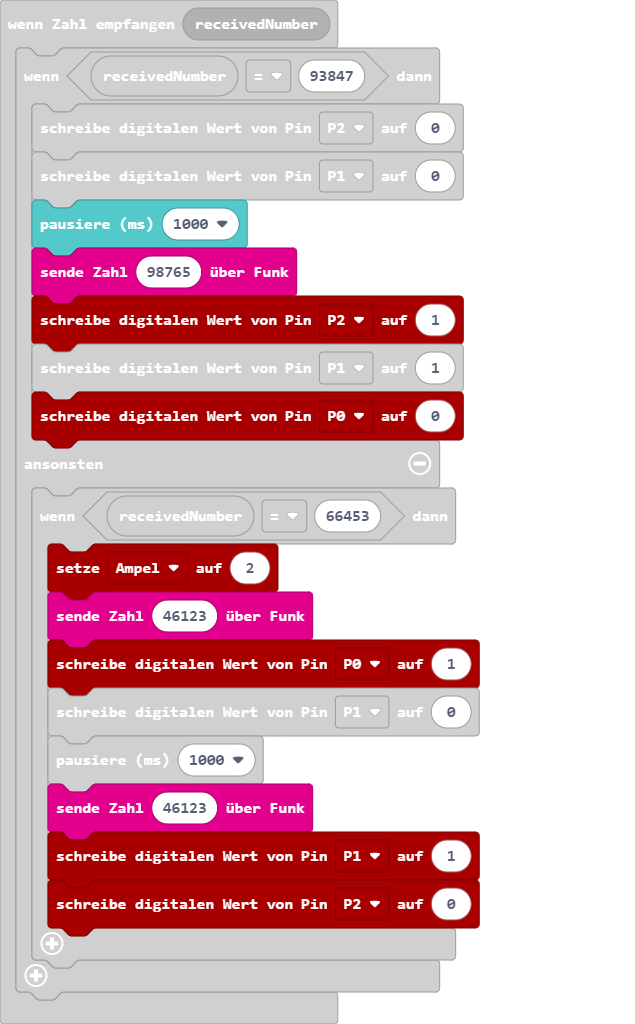 wenn Zahl empfangen receivedNumber
wenn receivedNumber = 93847 dann
schreibe digitalen Wert von Pin P2 auf 0
schreibe digitalen Wert von Pin P1 auf 0
pausiere (ms) 1000
sende Zahl 98765 über Funk
schreibe digitalen Wert von Pin P2 auf 1
schreibe digitalen Wert von Pin P1 auf 1
schreibe digitalen Wert von Pin P0 auf 0
ansonsten
wenn receivedNumber = 66453 dann
setze Ampel auf 2
sende Zahl 46123 über Funk
schreibe digitalen Wert von Pin P0 auf 1
schreibe digitalen Wert von Pin P1 auf 0
pausiere (ms) 1000
sende Zahl 46123 über Funk
schreibe digitalen Wert von Pin P1 auf 1
schreibe digitalen Wert von Pin P2 auf 0